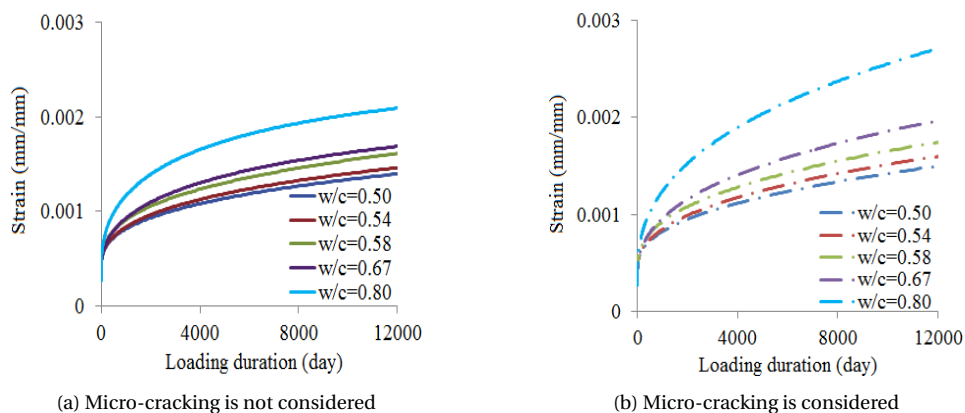 0.003
0.002
0.001
0
Strain (mm/mm)
w/c=0.50
w/c=0.54
w/c=0.58
w/c=0.67
w/c=0.80
0 4000 8000 12000
Loading duration (day)
(a) Micro-cracking is not considered
0.003
0.002
0.001
0
Strain (mm/mm)
w/c=0.50
w/c=0.54
w/c=0.58
w/c=0.67
w/c=0.80
0 4000 8000 12000
Loading duration (day)
(b) Micro-cracking is considered